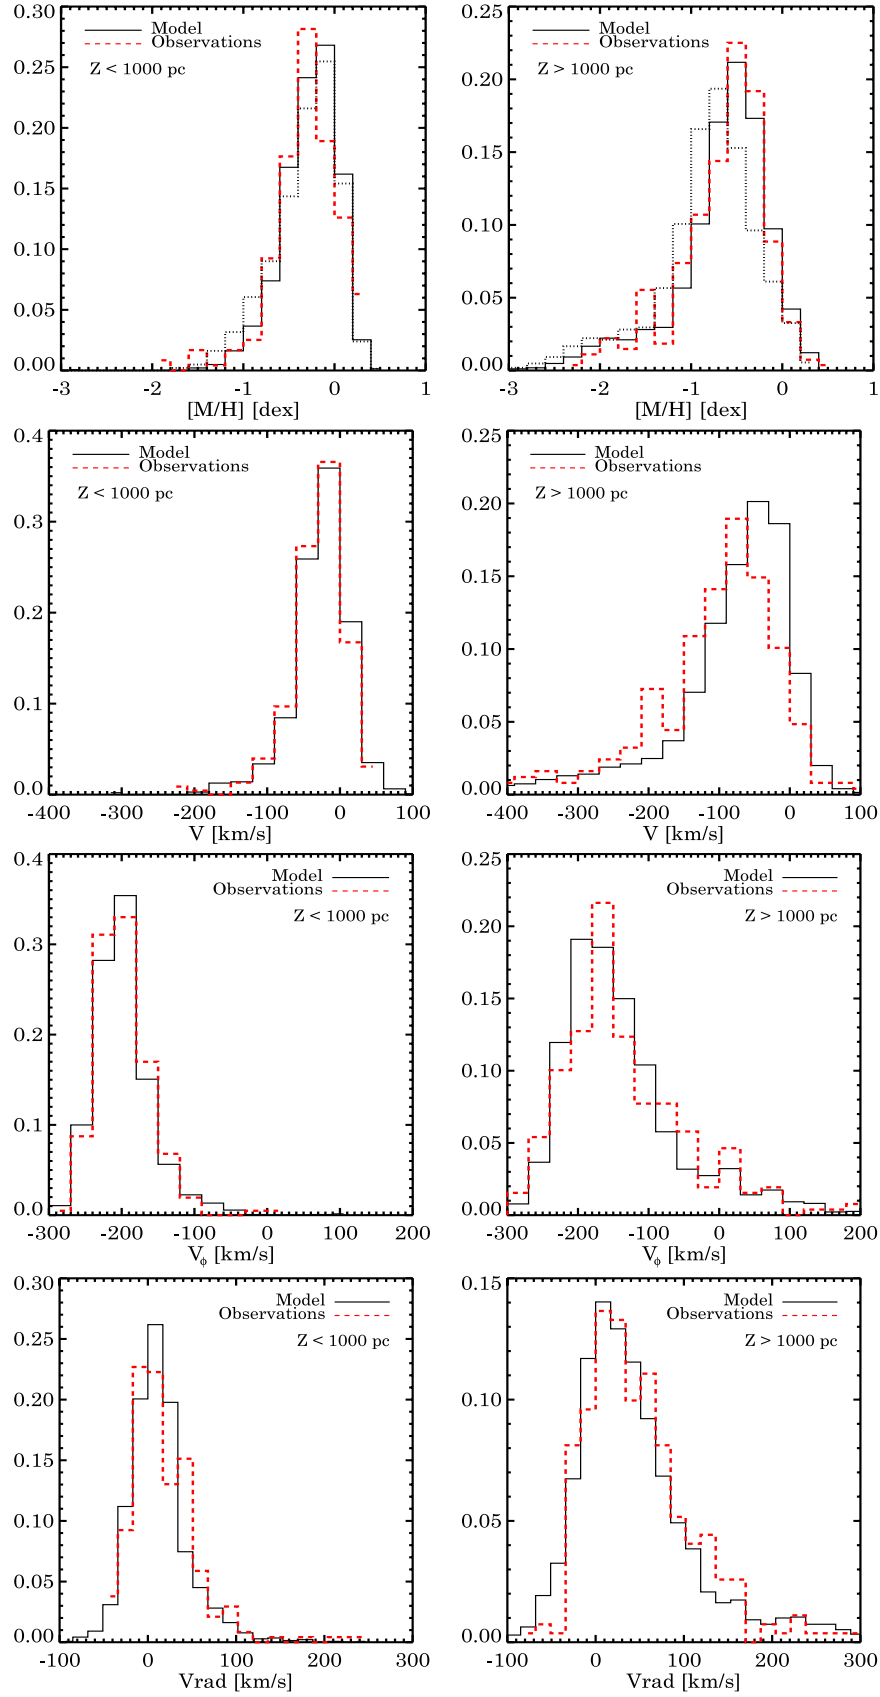 0.30
0.25
0.20
0.15
0.10
0.05
0.00
Model
Observations
Z < 1000 pc
-3 -2 -1 0 1
[M/H] [dex]
0.25
0.20
0.15
0.10
0.05
0.00
Model
Observations
Z > 1000 pc
-3 -2 -1 0 1
[M/H] [dex]
0.4
0.3
0.2
0.1
0.0
Model
Observations
Z < 1000 pc
-400 -300 -200 -100 0 100
V [km/s]
0.25
0.20
0.15
0.10
0.05
0.00
Model
Observations
Z > 1000 pc
-400 -300 -200 -100 0 100
V [km/s]
0.4
0.3
0.2
0.1
0.0
Model
Observations
Z < 1000 pc
-300 -200 -100 0 100 200
Vϕ [km/s]
0.25
0.20
0.15
0.10
0.05
0.00
Model
Observations
Z > 1000 pc
-300 -200 -100 0 100 200
Vϕ [km/s]
0.30
0.25
0.20
0.15
0.10
0.05
0.00
Model
Observations
Z < 1000 pc
-100 0 100 200 300
Vrad [km/s]
0.15
0.10
0.05
0.00
Model
Observations
Z > 1000 pc
-100 0 100 200 300
Vrad [km/s]